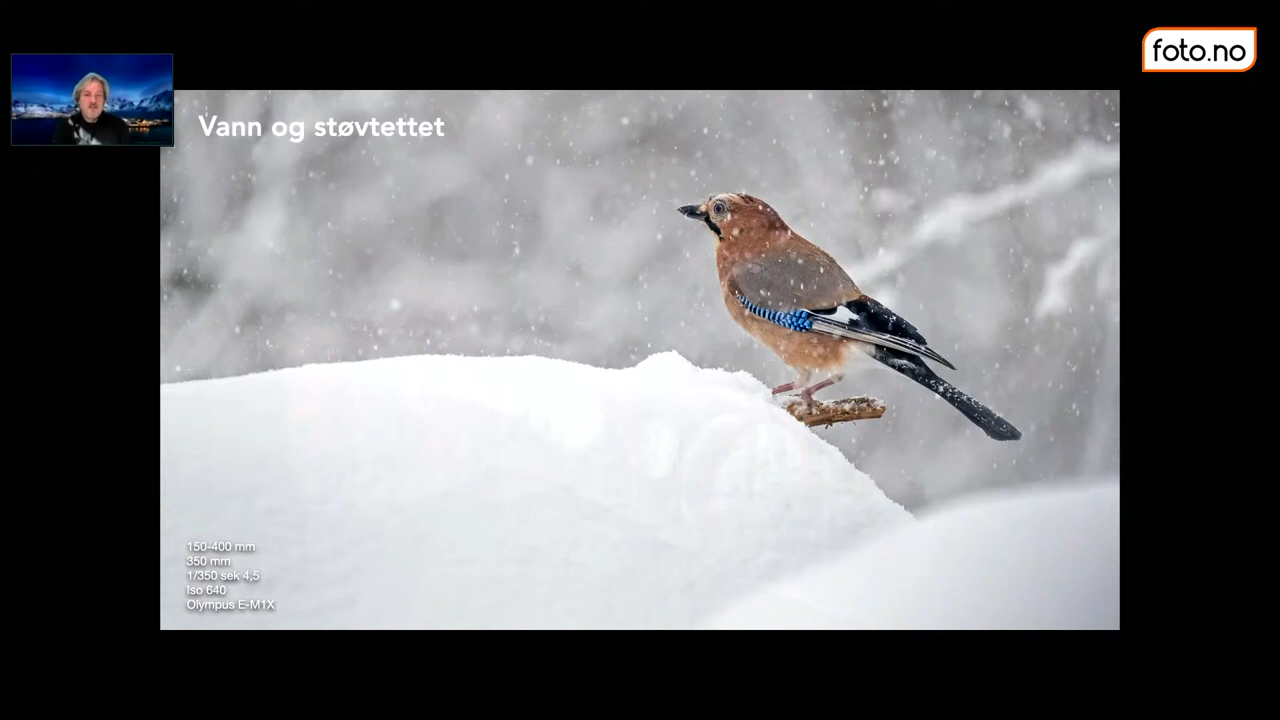 foto.no
Vann og støvtettet
150-400 mm
350 mm
1/350 sek 4,5
Iso 640
Olympus E-M1X